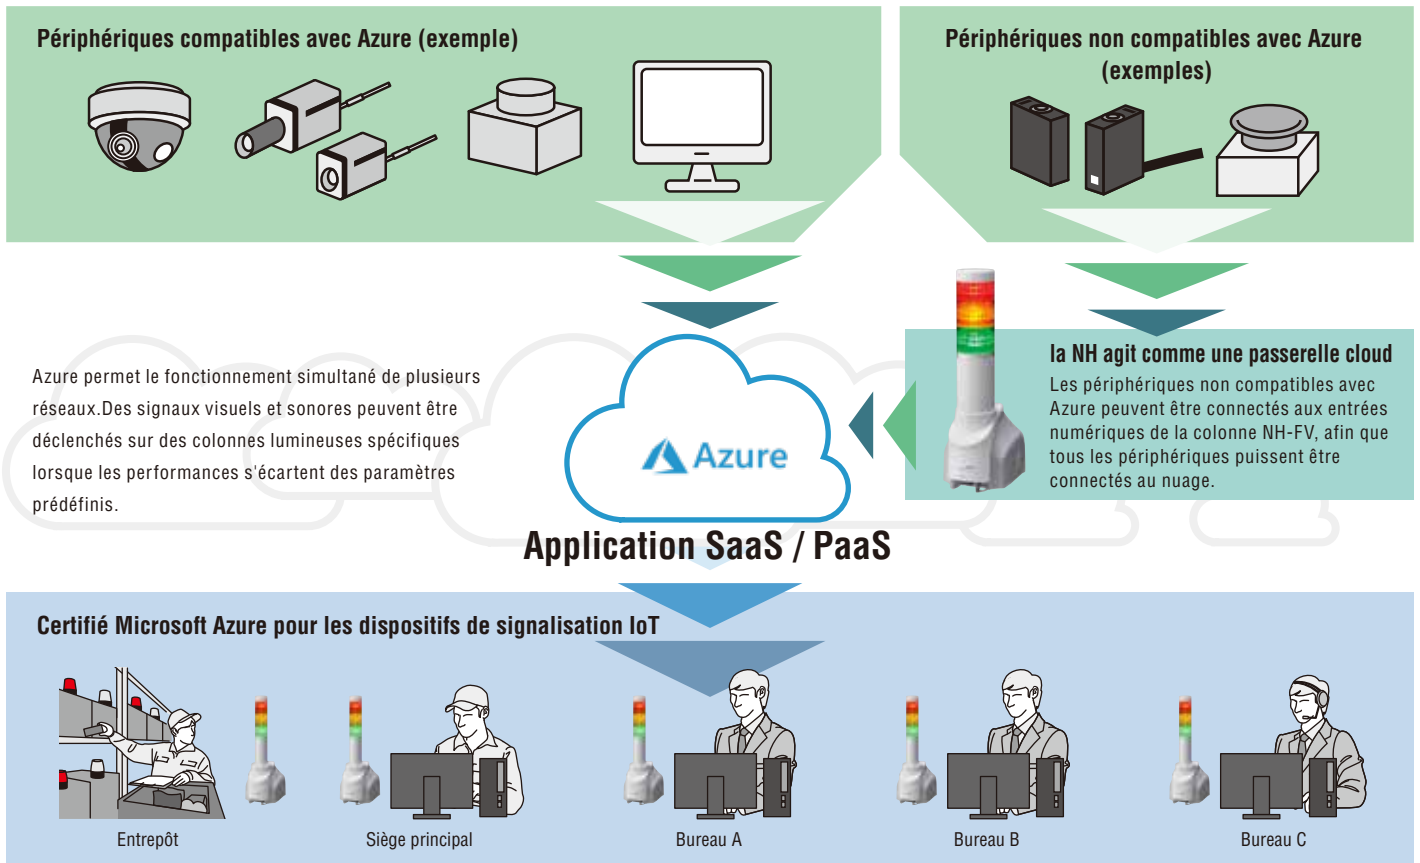 Périphériques compatibles avec Azure (exemple)
Périphériques non compatibles avec Azure
(exemples)
Azure permet le fonctionnement simultané de plusieurs
réseaux.Des signaux visuels et sonores peuvent être
déclenchés sur des colonnes lumineuses spécifiques
lorsque les performances s'écartent des paramètres
prédéfinis.
Azure
la NH agit comme une passerelle cloud
Les périphériques non compatibles avec
Azure peuvent être connectés aux entrées
numériques de la colonne NH-FV, afin que
tous les périphériques puissent être
connectés au nuage.
Application SaaS / PaaS
Certifié Microsoft Azure pour les dispositifs de signalisation IoT
Entrepôt
Siège principal
Bureau A
Bureau B
Bureau C